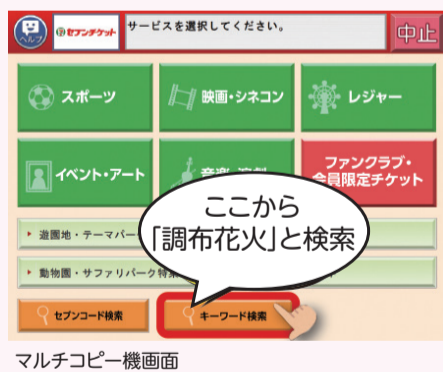 ヘルプ
セブンチケット
サービスを選択してください。
中止
スポーツ
映画・シネコン
レジャー
イベント・アート
音楽・演劇
ファンクラブ・
会員限定チケット
ここから
「調布花火」と検索
遊園地・テーマパー
動物園・サファリパーク特
セブンコード検索
キーワード検索
マルチコピー機画面